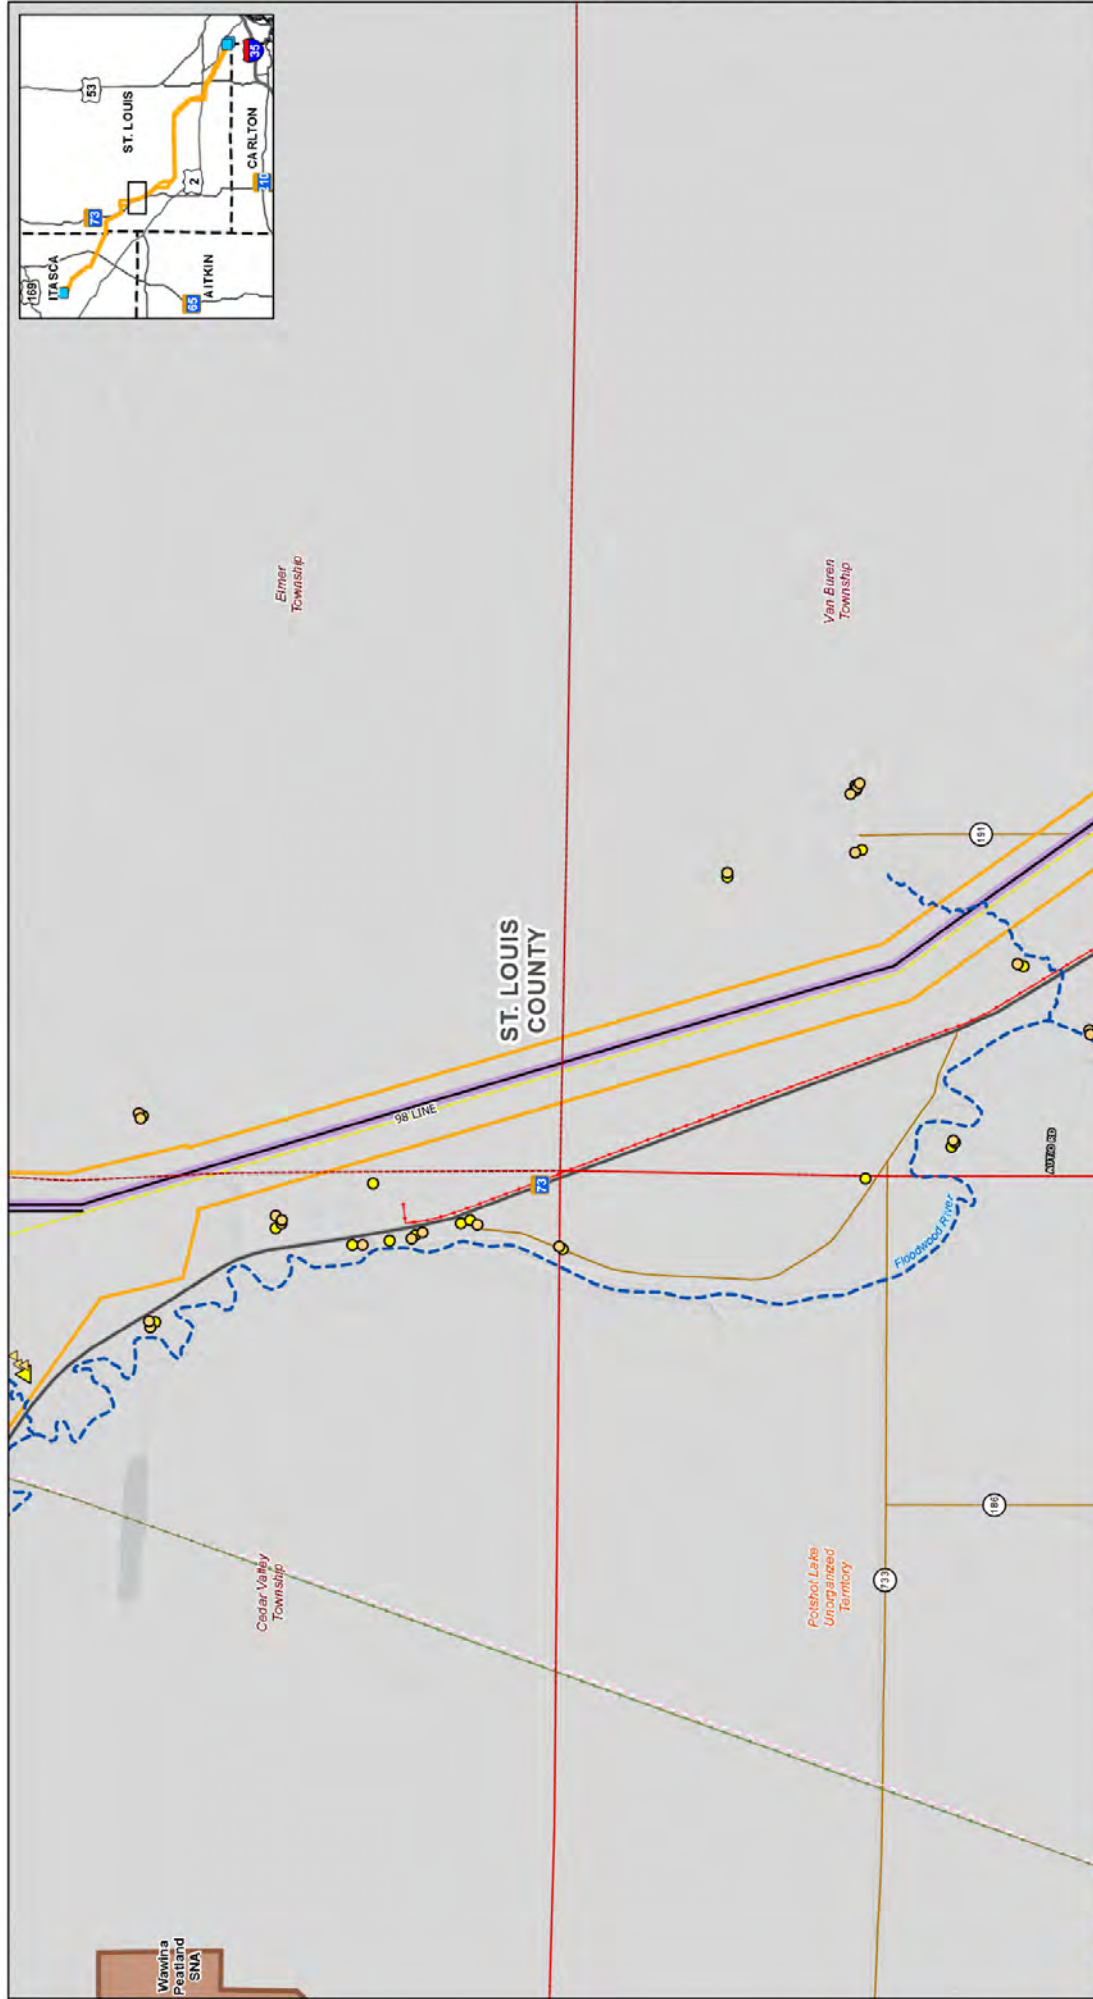 169
ITASCA
73
53
ST. LOUIS
2
65
AITKIN
210
CARLTON
35
Wawina
Peatland
SNA
Cedar Valley
Township
Elmer
Township
98 LINE
ST. LOUIS
COUNTY
73
Potshot Lake
Unorganized
Territory
Van Buren
Township
733
186
Floodwood River
191